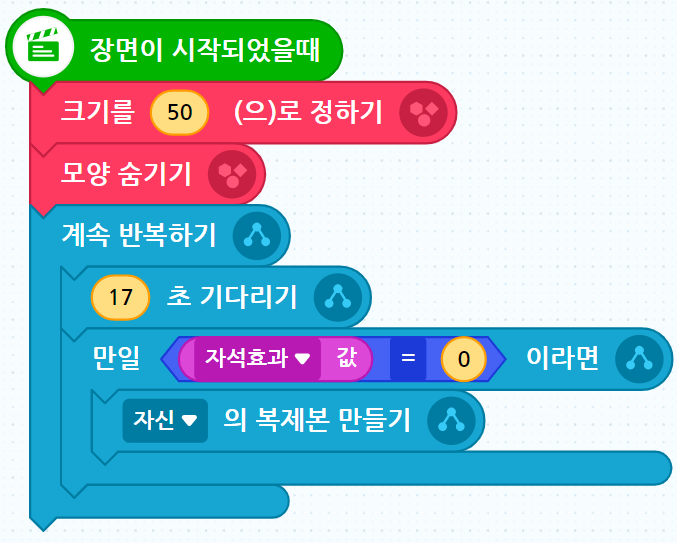 장면이 시작되었을때
크기를 50 (으)로 정하기
모양 숨기기
계속 반복하기
17 초 기다리기
만일 자석효과 값 = 0 이라면
자신 의 복제본 만들기